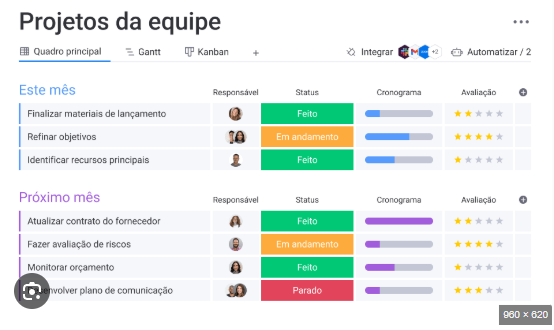 Projetos da equipe
Quadro principal Gantt Kanban + Integrar +2 Automatizar / 2
Este mês Responsável Status Cronograma Avaliação
Finalizar materiais de lançamento Feito
Refinar objetivos Em andamento
Identificar recursos principais Feito
Próximo mês Responsável Status Cronograma Avaliação
Atualizar contrato do fornecedor Feito
Fazer avaliação de riscos Em andamento
Monitorar orçamento Feito
senvolver plano de comunicação Parado
960 × 620